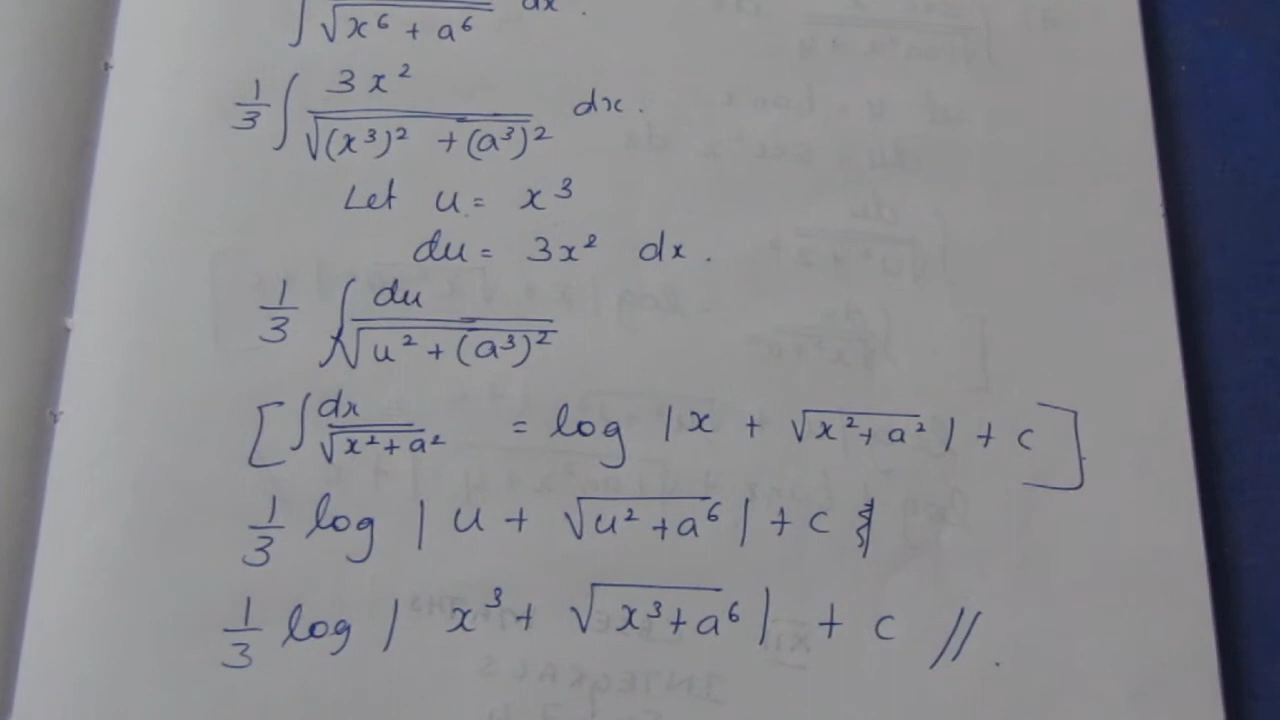 ∫ √(x⁶ + a⁶) dx.
1/3 ∫ 3x² / √((x³)² + (a³)²) dx.
Let u = x³
du = 3x² dx.
1/3 ∫ du / √(u² + (a³)²)
[∫ dx / √(x² + a²) = log |x + √(x² + a²)| + c]
1/3 log |u + √(u² + a⁶)| + c
1/3 log |x³ + √(x³ + a⁶)| + c //.